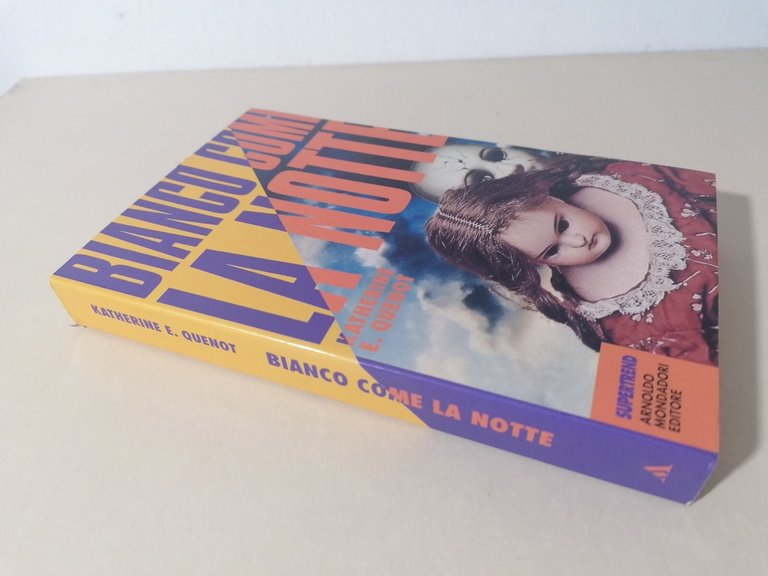 BIANCO COME
LA NOTTE
KATHERINE
E. QUENOT
SUPERTREND
ARNOLDO
MONDADORI
EDITORE
KATHERINE E. QUENOT BIANCO COME LA NOTTE